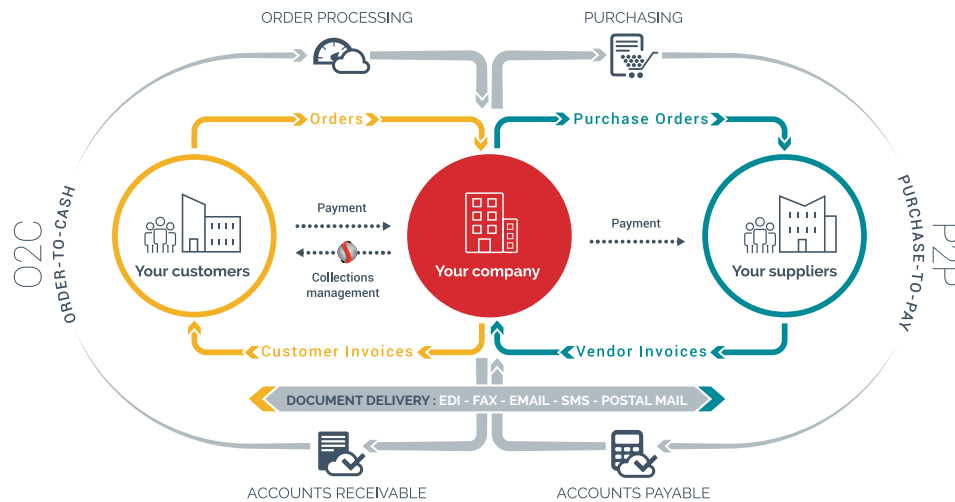 ORDER PROCESSING
PURCHASING
Orders
Purchase Orders
O2C
ORDER-TO-CASH
Your customers
Payment
Collections
management
Your company
Payment
Your suppliers
PURCHASE-TO-PAY
P2P
Customer Invoices
Vendor Invoices
DOCUMENT DELIVERY : EDI - FAX - EMAIL - SMS - POSTAL MAIL
ACCOUNTS RECEIVABLE
ACCOUNTS PAYABLE